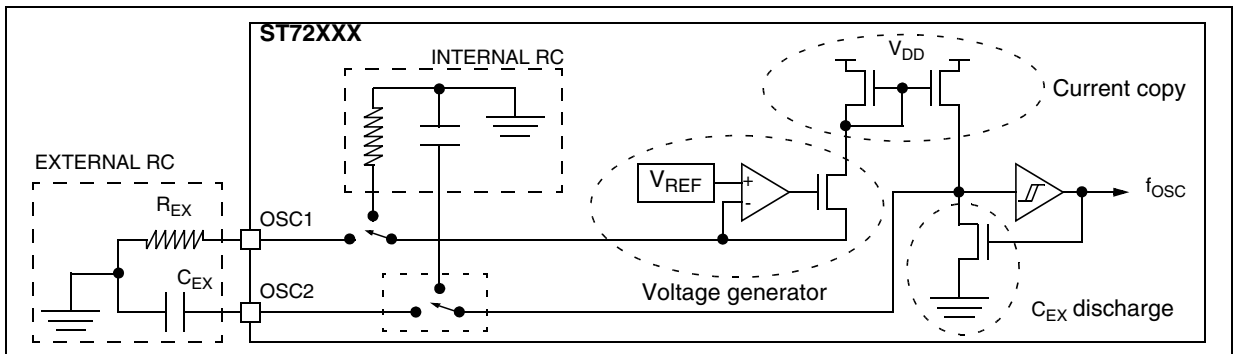 ST72XXX
INTERNAL RC
VDD
Current copy
EXTERNAL RC
VREF
+
-
fOSC
REX
OSC1
CEX
OSC2
Voltage generator
CEX discharge